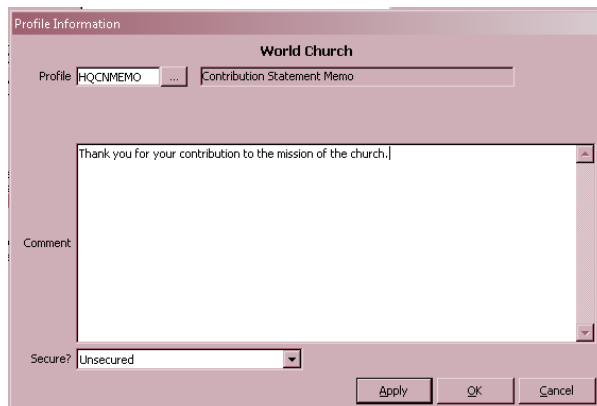 Profile Information
World Church
Profile HQCNMEMO ... Contribution Statement Memo
Thank you for your contribution to the mission of the church.
Comment
Secure? Unsecured
Apply OK Cancel